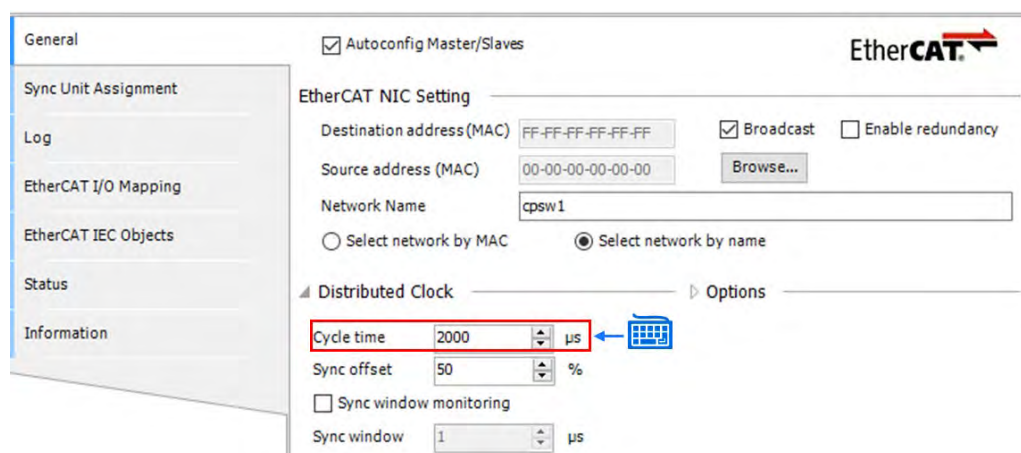 General
Sync Unit Assignment
Log
EtherCAT I/O Mapping
EtherCAT IEC Objects
Status
Information
Autoconfig Master/Slaves
EtherCAT.
EtherCAT NIC Setting
Destination address (MAC) FF-FF-FF-FF-FF-FF Broadcast Enable redundancy
Source address (MAC) 00-00-00-00-00-00 Browse...
Network Name cpsw1
Select network by MAC Select network by name
Distributed Clock Options
Cycle time 2000 µs
Sync offset 50 %
Sync window monitoring
Sync window 1 µs